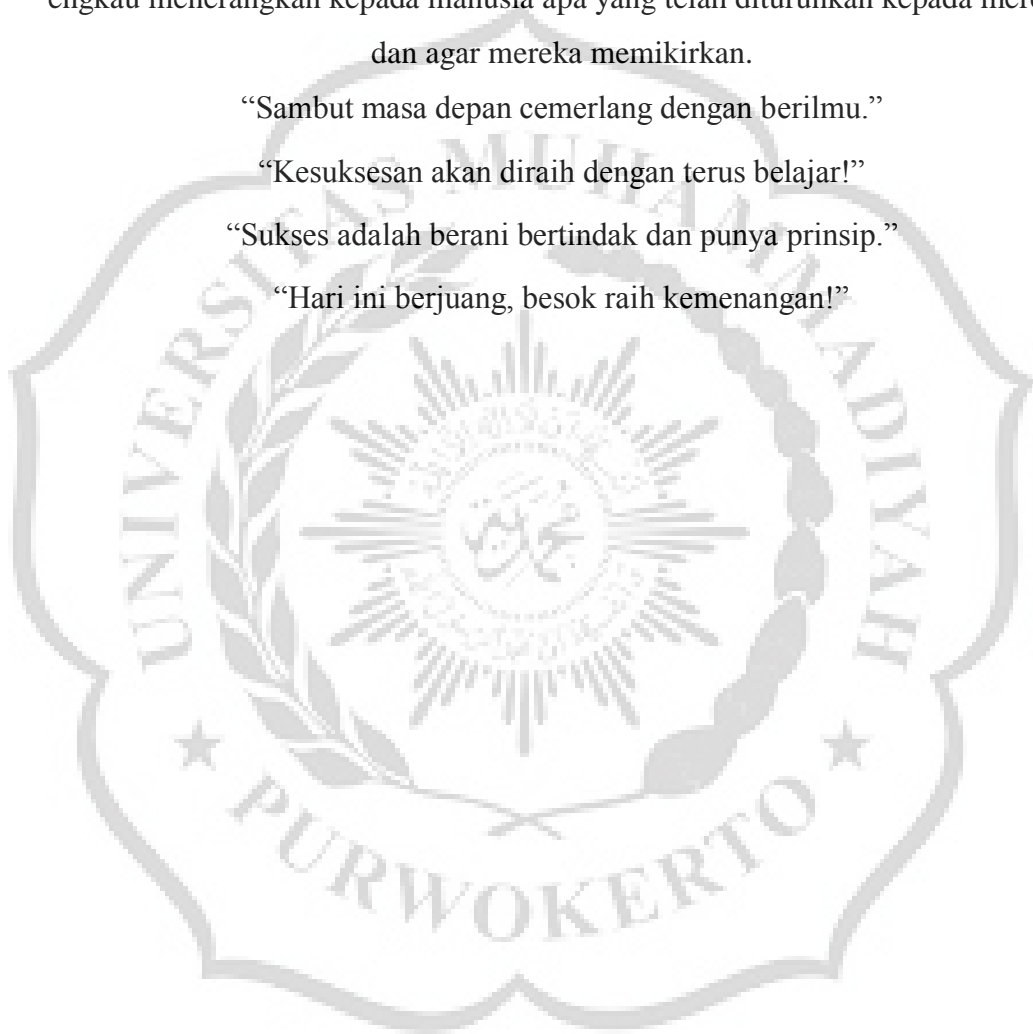 engkau menerangkan kepada manusia apa yang telah diturunkan kepada
dan agar mereka memikirkan.
“Sambut masa depan cemerlang dengan berilmu.”
“Kesuksesan akan diraih dengan terus belajar!”
“Sukses adalah berani bertindak dan punya prinsip.”
“Hari ini berjuang, besok raih kemenangan!”
UNIVERSITAS MUHAMMADIYAH
PURWOKERTO